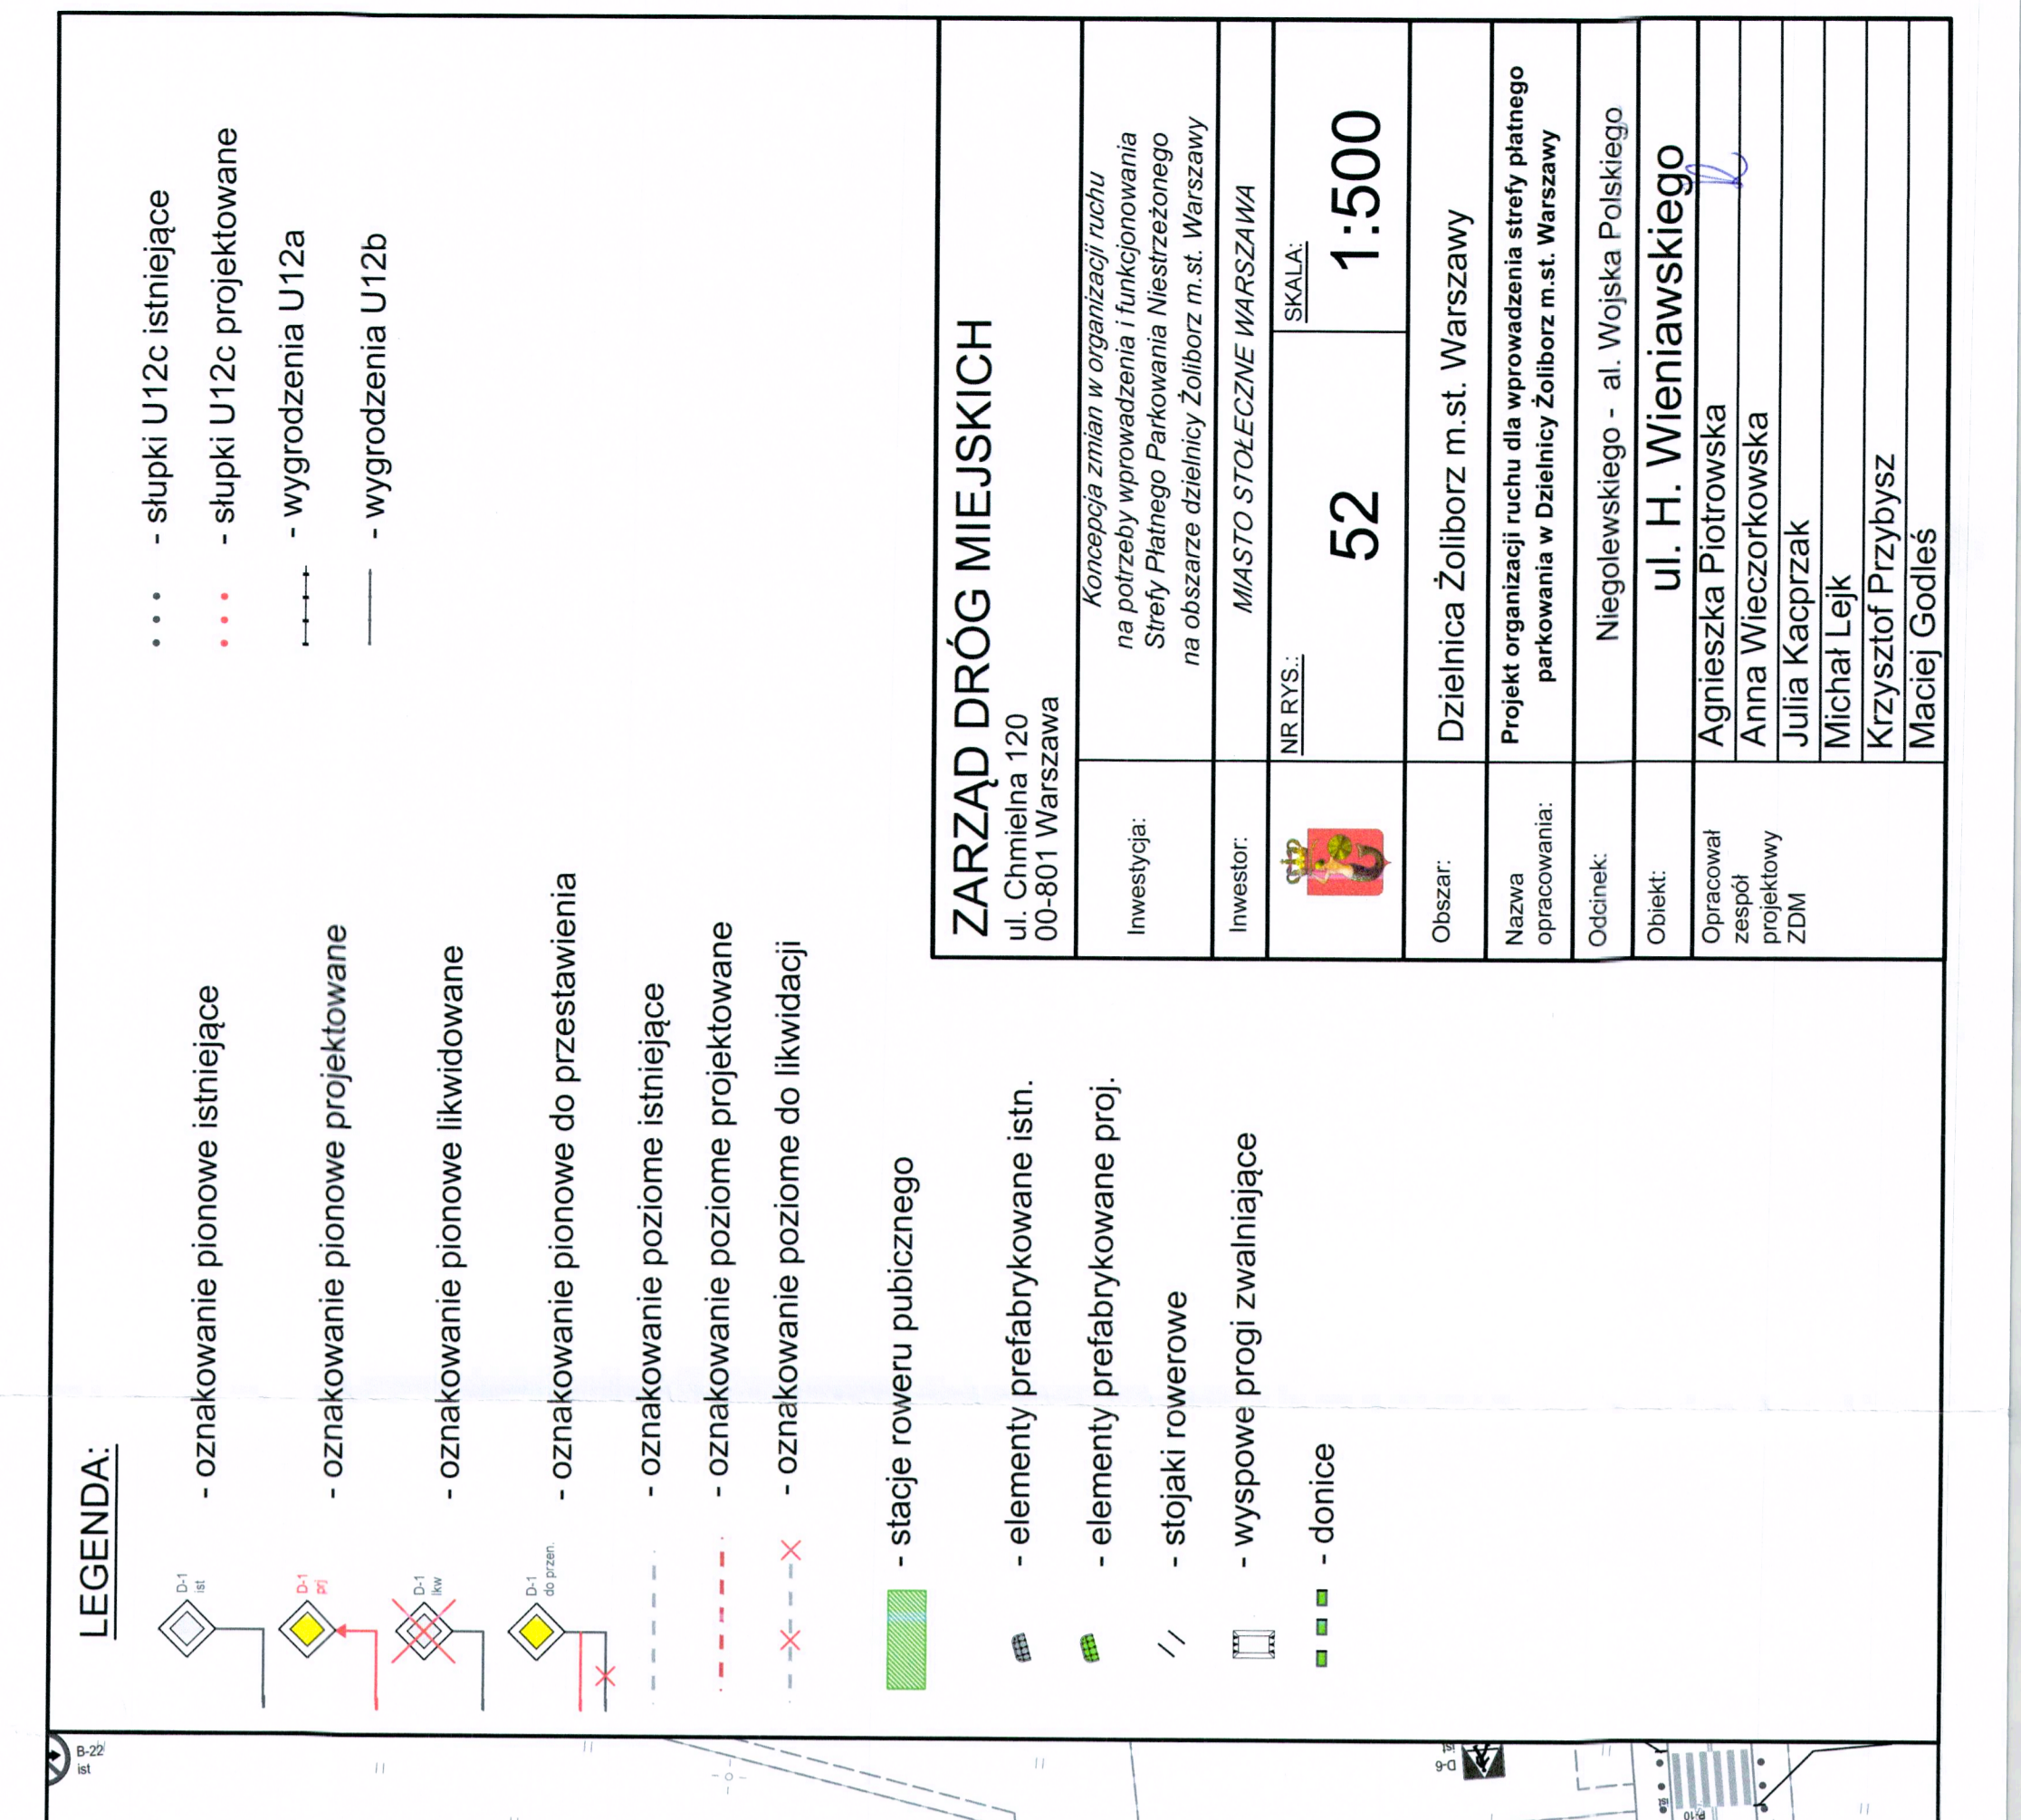 LEGENDA:
D-1
ist
- oznakowanie pionowe istniejące
D-1
prj
- oznakowanie pionowe projektowane
D-1
lkw
- oznakowanie pionowe likwidowane
D-1
do przen.
- oznakowanie pionowe do przestawienia
- oznakowanie poziome istniejące
- oznakowanie poziome projektowane
- oznakowanie poziome do likwidacji
- stacje roweru pubicznego
- elementy prefabrykowane istn.
- elementy prefabrykowane proj.
- stojaki rowerowe
- wyspowe progi zwalniające
- donice
- słupki U12c istniejące
- słupki U12c projektowane
- wygrodzenia U12a
- wygrodzenia U12b
ZARZĄD DRÓG MIEJSKICH
ul. Chmielna 120
00-801 Warszawa
Inwestycja:
Koncepcja zmian w organizacji ruchu
na potrzeby wprowadzenia i funkcjonowania
Strefy Płatnego Parkowania Niestrzeżonego
na obszarze dzielnicy Żoliborz m.st. Warszawy
Inwestor:
MIASTO STOŁECZNE WARSZAWA
NR RYS.:
52
SKALA:
1:500
Obszar:
Dzielnica Żoliborz m.st. Warszawy
Nazwa
opracowania:
Projekt organizacji ruchu dla wprowadzenia strefy płatnego
parkowania w Dzielnicy Żoliborz m.st. Warszawy
Odcinek:
Niegolewskiego - al. Wojska Polskiego
Obiekt:
ul. H. Wieniawskiego
Opracował
zespół
projektowy
ZDM
Agnieszka Piotrowska
Anna Wieczorkowska
Julia Kacprzak
Michał Lejk
Krzysztof Przybysz
Maciej Godleś
B-22
ist
D-6
ist
P-10
ist